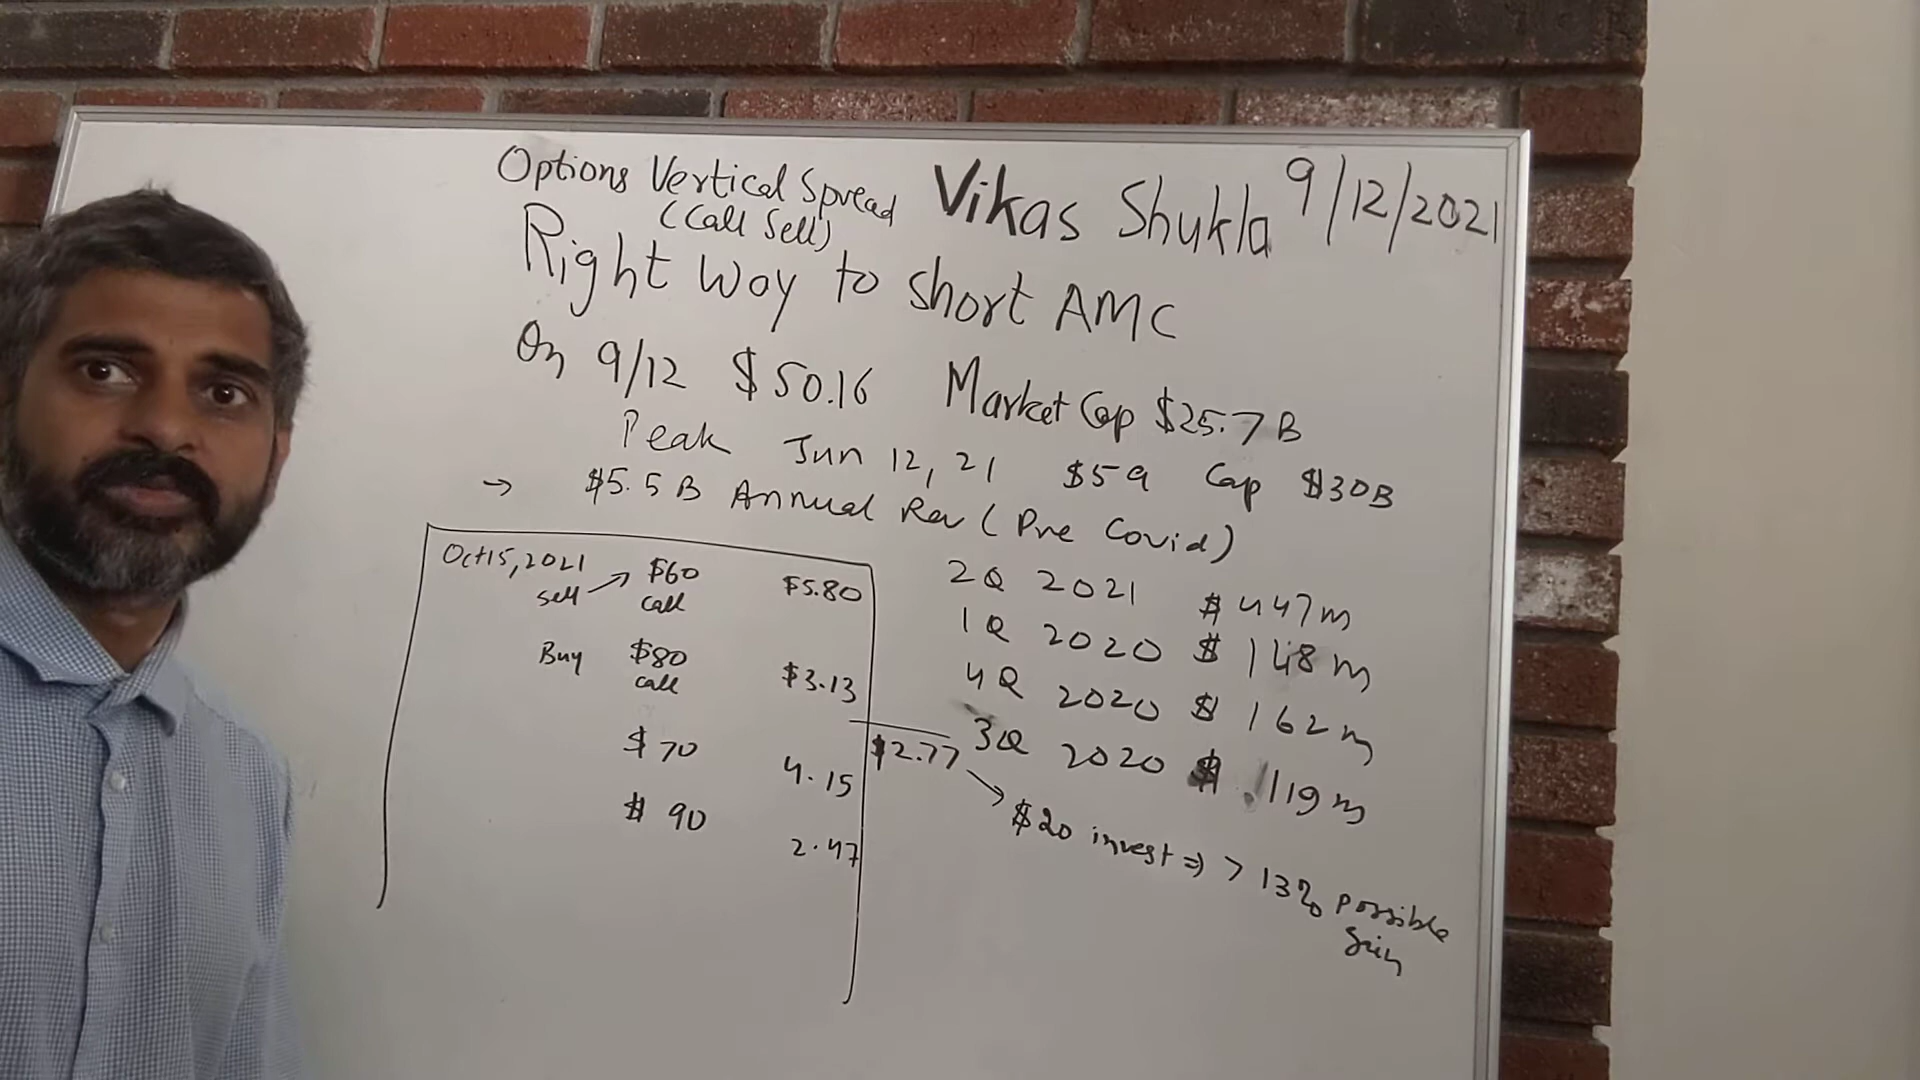 Options Vertical Spread Vikas Shukla 9/12/2021
(Call Sell)
Right Way to short AMC
On 9/12 $50.16 Market Cap $25.7B
Peak Jun 12, 21 $59 Cap $30B
→ $5.5B Annual Rev (Pre Covid)
Oct 15, 2021
sell → $60 call $5.80
Buy $80 call $3.13
$2.77
$70 4.15
$90 2.47
2Q 2021 $447m
1Q 2020 $148m
4Q 2020 $162m
3Q 2020 $119m
→ $20 invest ⇒ > 13% possible
gain